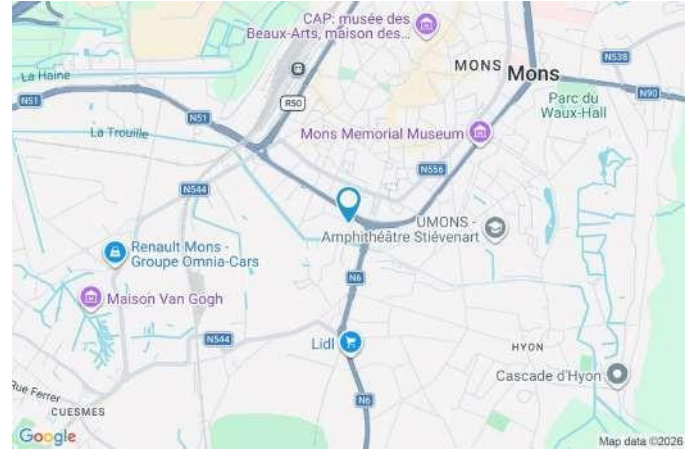 CAP: musée des
Beaux-Arts, maison des...
MONS
Mons
N538
La Haine
R50
N51
N51
Parc du
Waux-Hall
N90
La Trouille
Mons Memorial Museum
N556
N544
UMONS -
Amphithéâtre Stiévenart
Renault Mons -
Groupe Omnia-Cars
N6
Maison Van Gogh
N544
Lidl
HYON
Cascade d'Hyon
Rue Ferrer
N6
CUESMES
Google
Map data ©2026